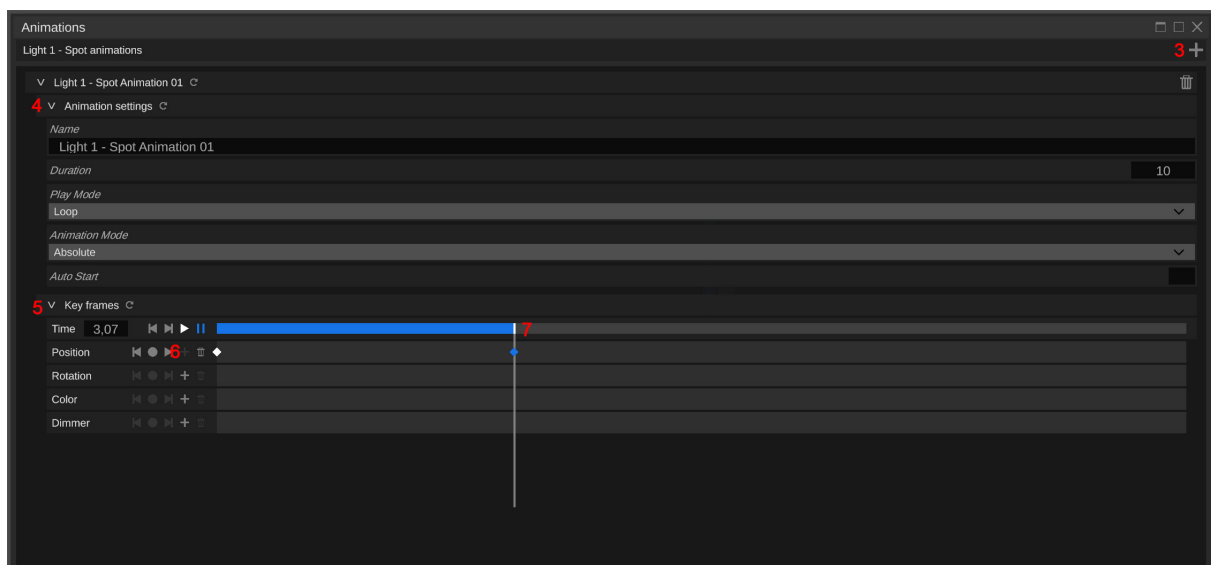 Animations
Light 1 - Spot animations
3
Light 1 - Spot Animation 01
4 Animation settings
Name
Light 1 - Spot Animation 01
Duration 10
Play Mode
Loop
Animation Mode
Absolute
Auto Start
5 Key frames
Time 3,07 7
Position 6
Rotation
Color
Dimmer